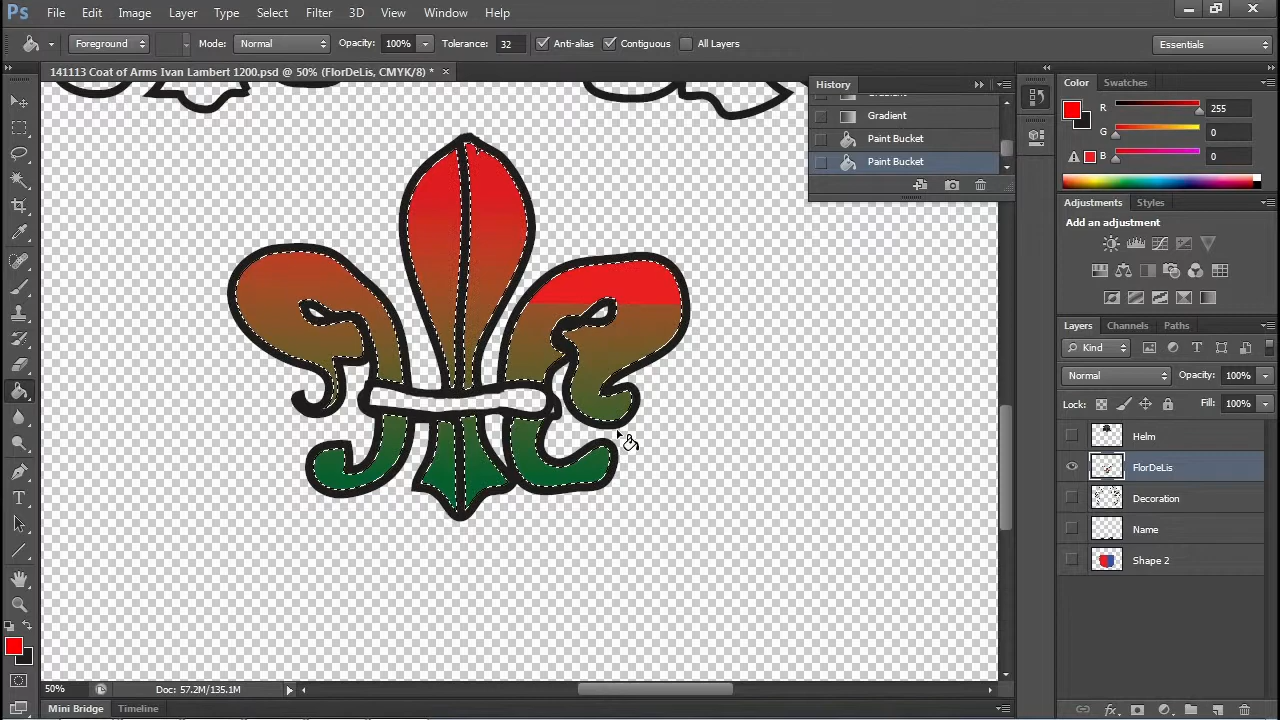 Ps File Edit Image Layer Type Select Filter 3D View Window Help
Foreground Mode: Normal Opacity: 100% Tolerance: 32 Anti-alias Contiguous All Layers Essentials
141113 Coat of Arms Ivan Lambert 1200.psd @ 50% (FlorDeLis, CMYK/8) *
History
Gradient
Gradient
Paint Bucket
Paint Bucket
Color Swatches
R 255
G 0
B 0
Adjustments Styles
Add an adjustment
Layers Channels Paths
Kind
Normal Opacity: 100%
Lock: Fill: 100%
Helm
FlorDeLis
Decoration
Name
Shape 2
50% Doc: 57.2M/135.1M
Mini Bridge Timeline